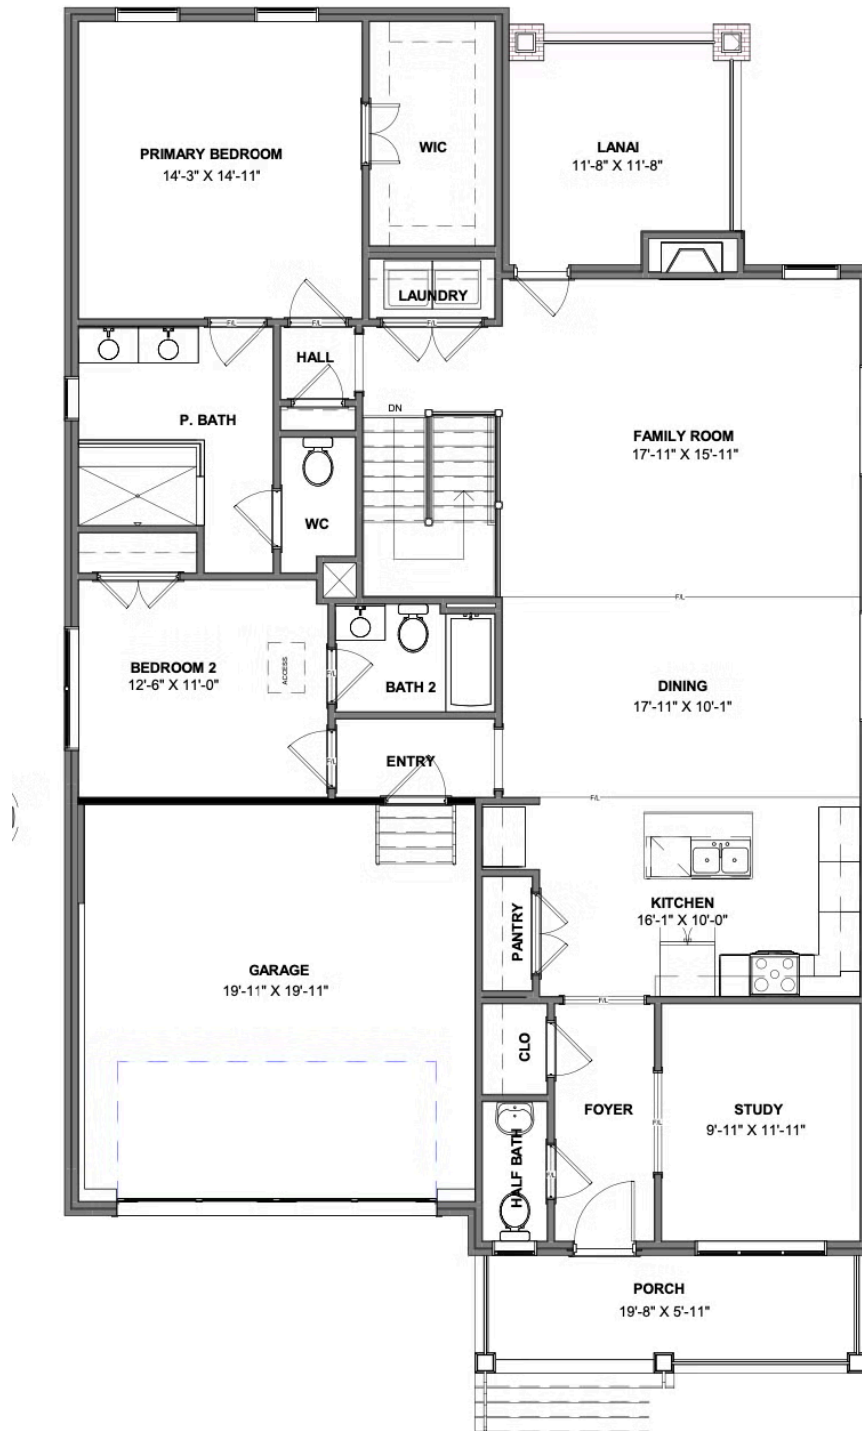 PRIMARY BEDROOM
14'-3" X 14'-11"
WIC
LANAI
11'-8" X 11'-8"
LAUNDRY
F/L
F/L
F/L
HALL
P. BATH
DN
FAMILY ROOM
17'-11" X 15'-11"
WC
F/L
BEDROOM 2
12'-6" X 11'-0"
ACCESS
F/L
BATH 2
DINING
17'-11" X 10'-1"
F/L
ENTRY
F/L
KITCHEN
16'-1" X 10'-0"
PANTRY
GARAGE
19'-11" X 19'-11"
F/L
CLO
FOYER
F/L
STUDY
9'-11" X 11'-11"
HALF BATH
F/L
PORCH
19'-8" X 5'-11"